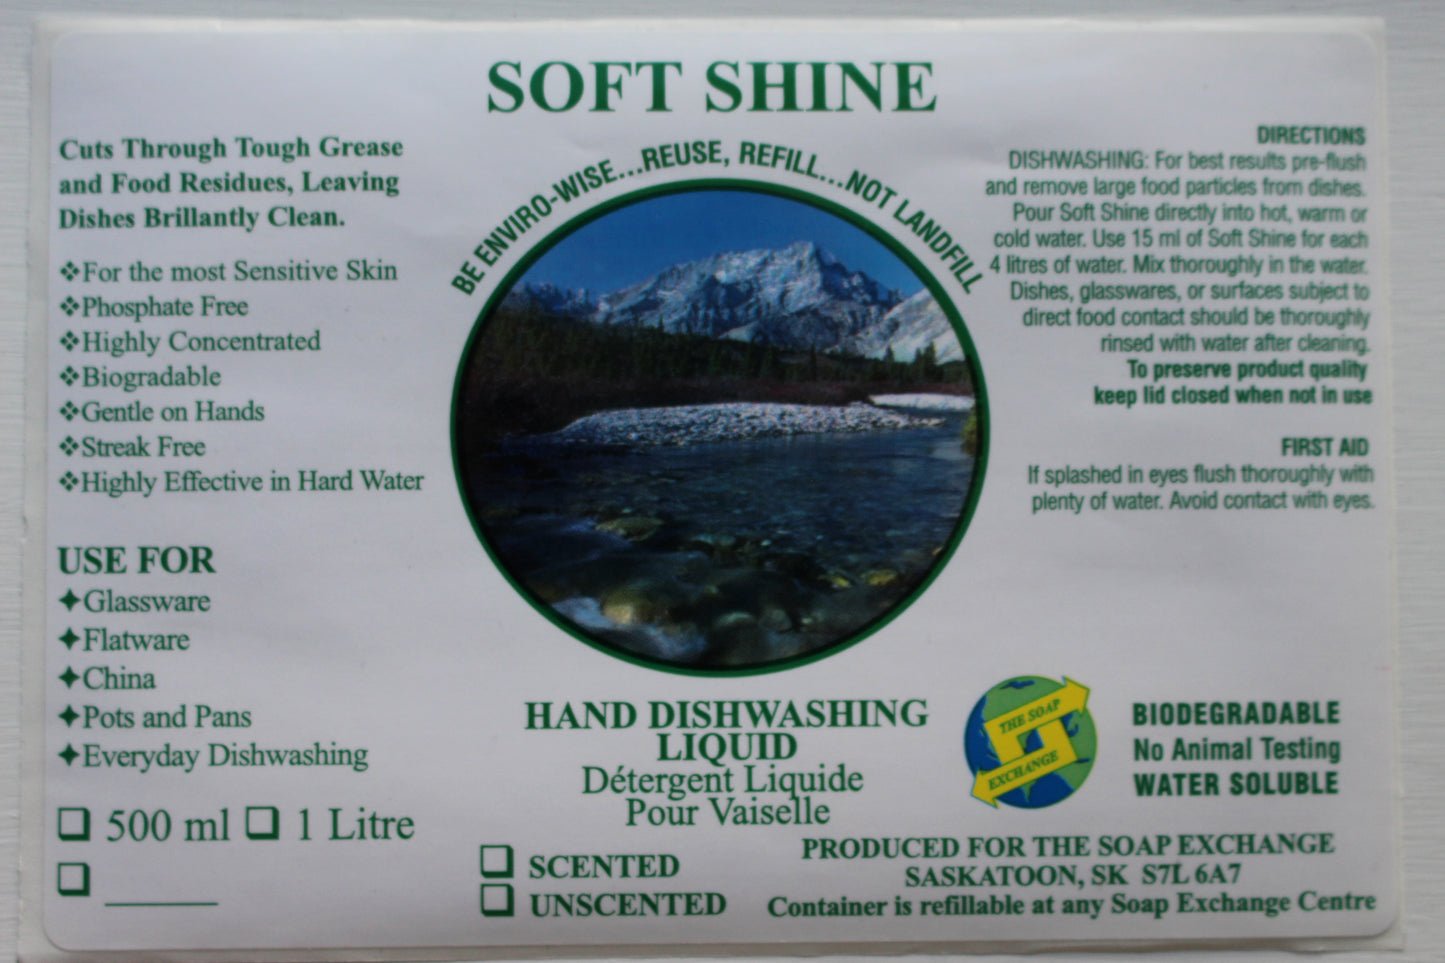 SOFT SHINE
Cuts Through Tough Grease
and Food Residues, Leaving
Dishes Brillantly Clean.
❖For the most Sensitive Skin
❖Phosphate Free
❖Highly Concentrated
❖Biogradable
❖Gentle on Hands
❖Streak Free
❖Highly Effective in Hard Water
USE FOR
✦Glassware
✦Flatware
✦China
✦Pots and Pans
✦Everyday Dishwashing
❑ 500 ml ❑ 1 Litre
❑ ______
BE ENVIRO-WISE...REUSE, REFILL...NOT LANDFILL
HAND DISHWASHING
LIQUID
Détergent Liquide
Pour Vaiselle
❑ SCENTED
❑ UNSCENTED
DIRECTIONS
DISHWASHING: For best results pre-flush
and remove large food particles from dishes.
Pour Soft Shine directly into hot, warm or
cold water. Use 15 ml of Soft Shine for each
4 litres of water. Mix thoroughly in the water.
Dishes, glasswares, or surfaces subject to
direct food contact should be thoroughly
rinsed with water after cleaning.
To preserve product quality
keep lid closed when not in use
FIRST AID
If splashed in eyes flush thoroughly with
plenty of water. Avoid contact with eyes.
THE SOAP
EXCHANGE
BIODEGRADABLE
No Animal Testing
WATER SOLUBLE
PRODUCED FOR THE SOAP EXCHANGE
SASKATOON, SK S7L 6A7
Container is refillable at any Soap Exchange Centre